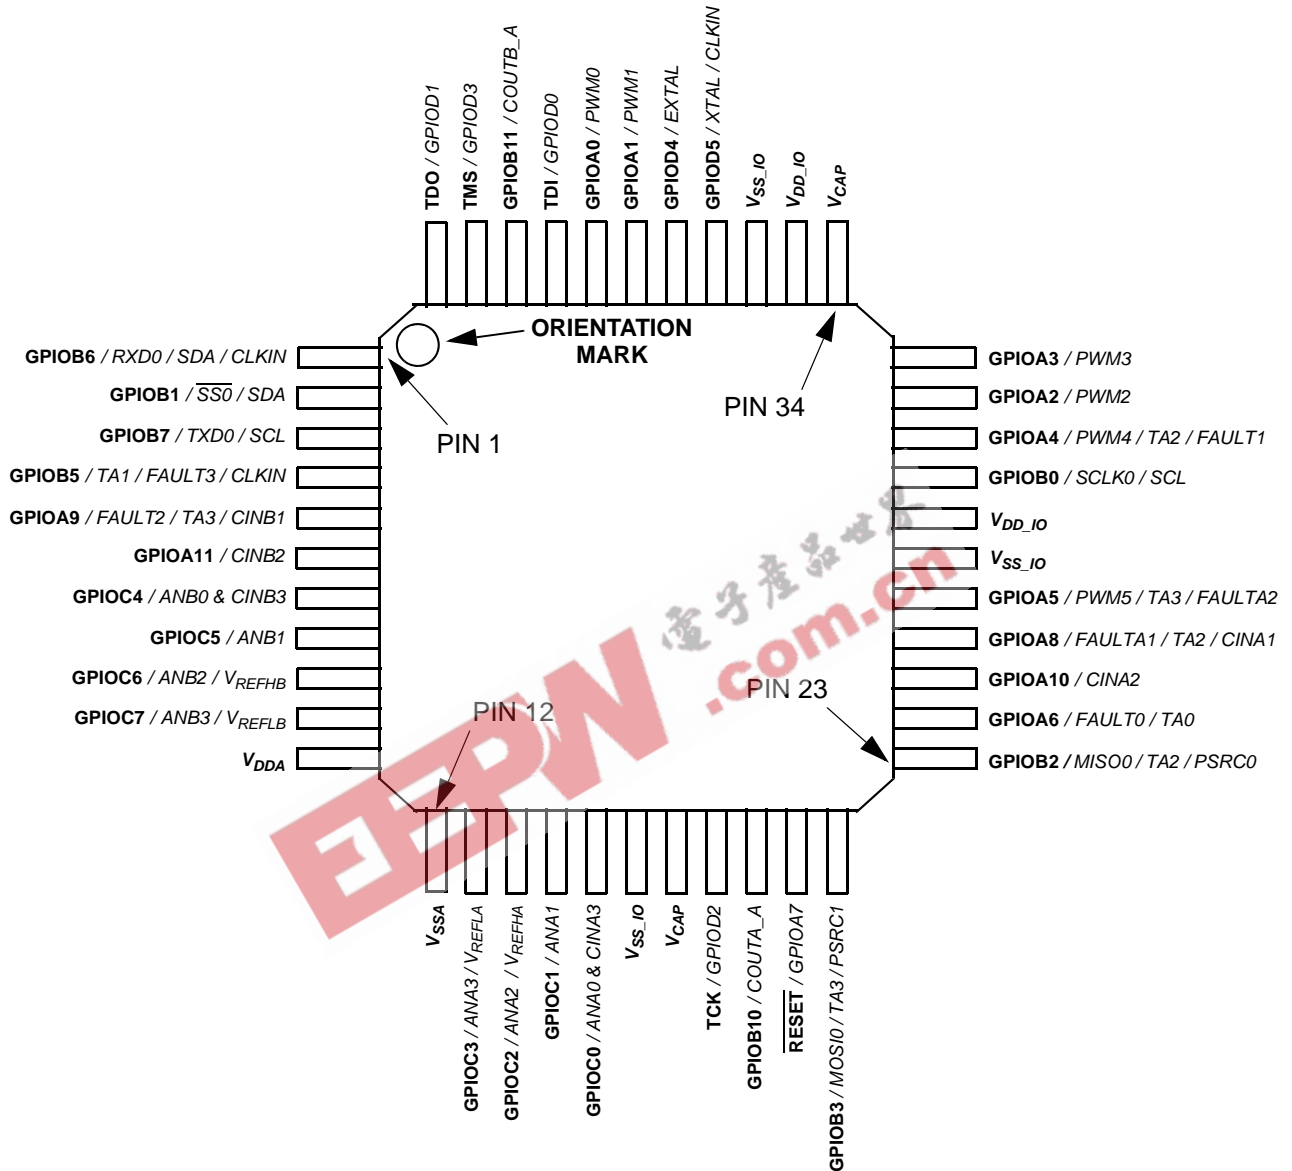 TDO / GPIOD1
TMS / GPIOD3
GPIOB11 / COUTB_A
TDI / GPIOD0
GPIOA0 / PWM0
GPIOA1 / PWM1
GPIOD4 / EXTAL
GPIOD5 / XTAL / CLKIN
VSS_IO
VDD_IO
VCAP
ORIENTATION
MARK
PIN 1
PIN 34
PIN 12
PIN 23
GPIOB6 / RXD0 / SDA / CLKIN
GPIOB1 / SS0 / SDA
GPIOB7 / TXD0 / SCL
GPIOB5 / TA1 / FAULT3 / CLKIN
GPIOA9 / FAULT2 / TA3 / CINB1
GPIOA11 / CINB2
GPIOC4 / ANB0 & CINB3
GPIOC5 / ANB1
GPIOC6 / ANB2 / VREFHB
GPIOC7 / ANB3 / VREFLB
VDDA
GPIOA3 / PWM3
GPIOA2 / PWM2
GPIOA4 / PWM4 / TA2 / FAULT1
GPIOB0 / SCLK0 / SCL
VDD_IO
VSS_IO
GPIOA5 / PWM5 / TA3 / FAULTA2
GPIOA8 / FAULTA1 / TA2 / CINA1
GPIOA10 / CINA2
GPIOA6 / FAULT0 / TA0
GPIOB2 / MISO0 / TA2 / PSRC0
VSSA
GPIOC3 / ANA3 / VREFLA
GPIOC2 / ANA2 / VREFHA
GPIOC1 / ANA1
GPIOC0 / ANA0 & CINA3
VSS_IO
VCAP
TCK / GPIOD2
GPIOB10 / COUTA_A
RESET / GPIOA7
GPIOB3 / MOSI0 / TA3 / PSRC1
電子產品世界
EEPW.com.cn